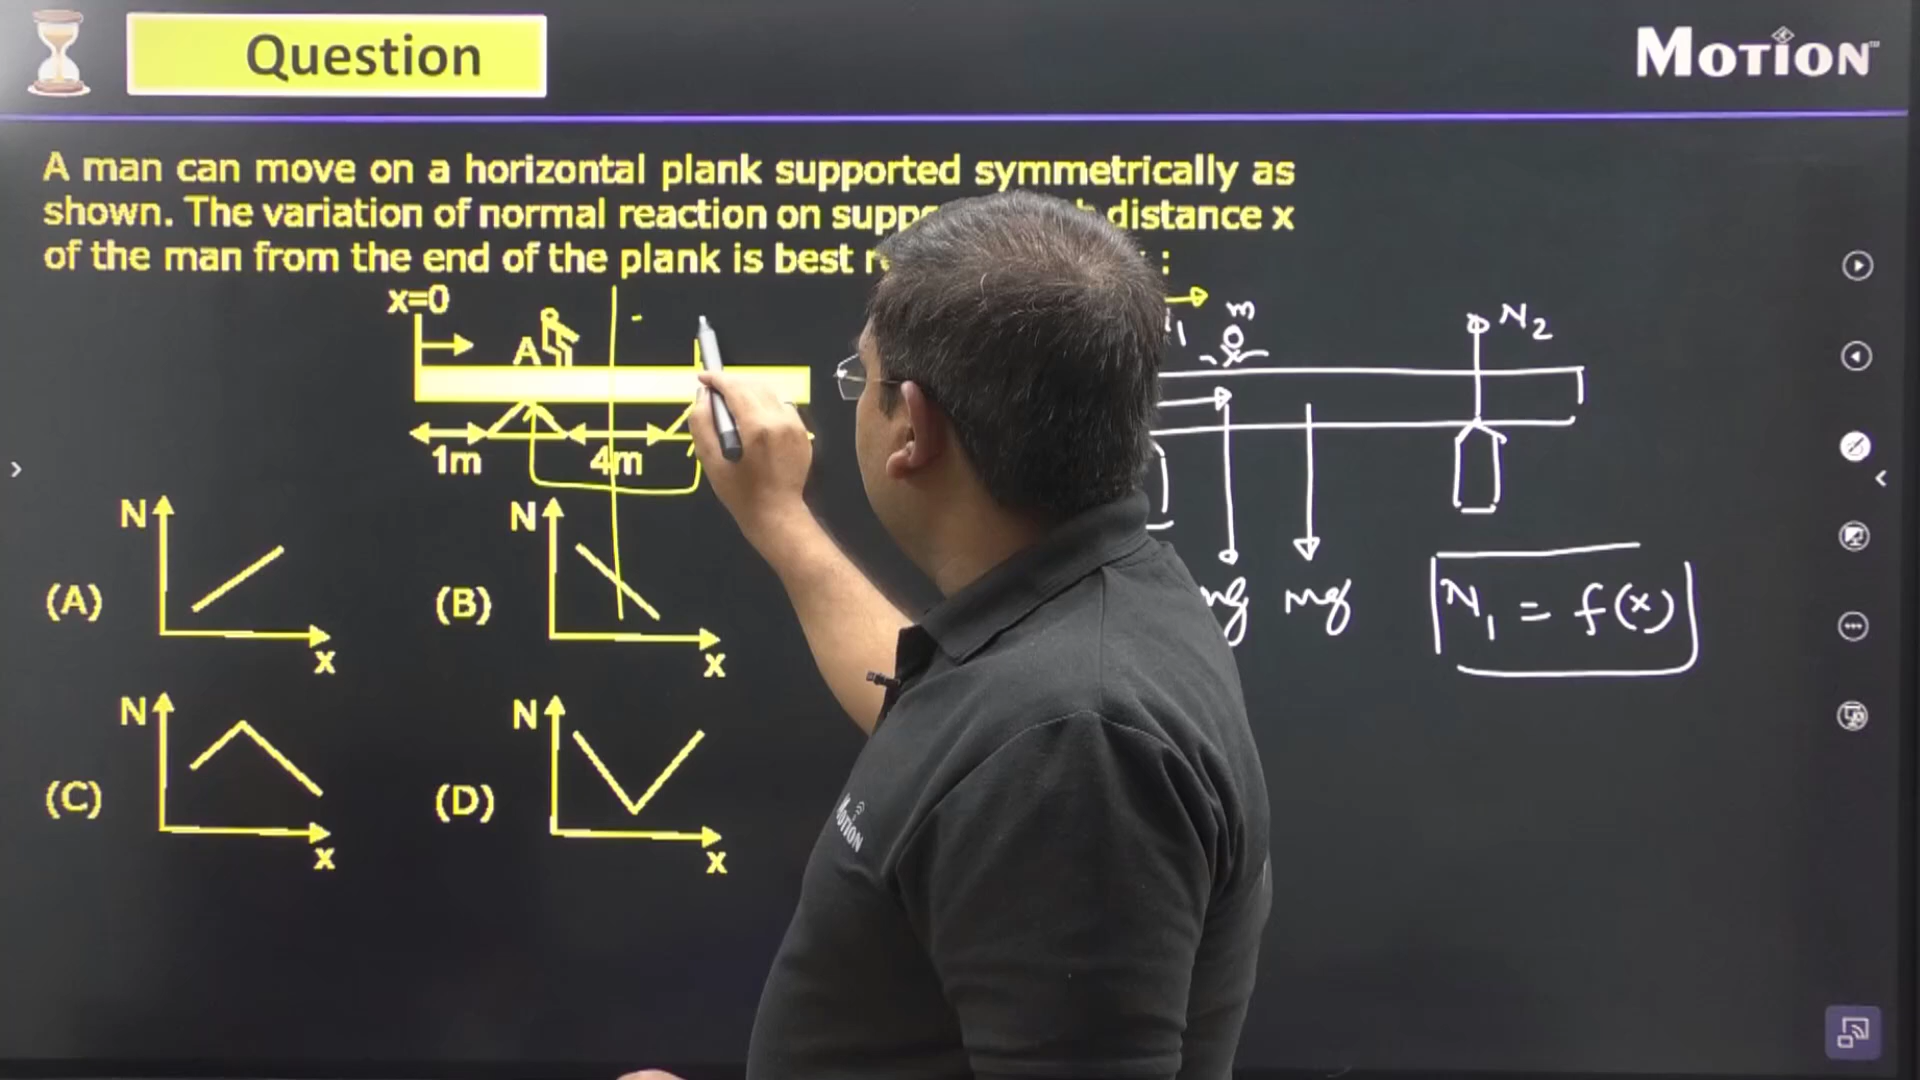 Question
MOTION
A man can move on a horizontal plank supported symmetrically as
shown. The variation of normal reaction on distance x
of the man from the end of the plank is best :
x=0
A
1m
4m
N
x
(A)
N
x
(B)
N
x
(C)
N
x
(D)
N₂
mg
N₁ = f(x)
MOTION